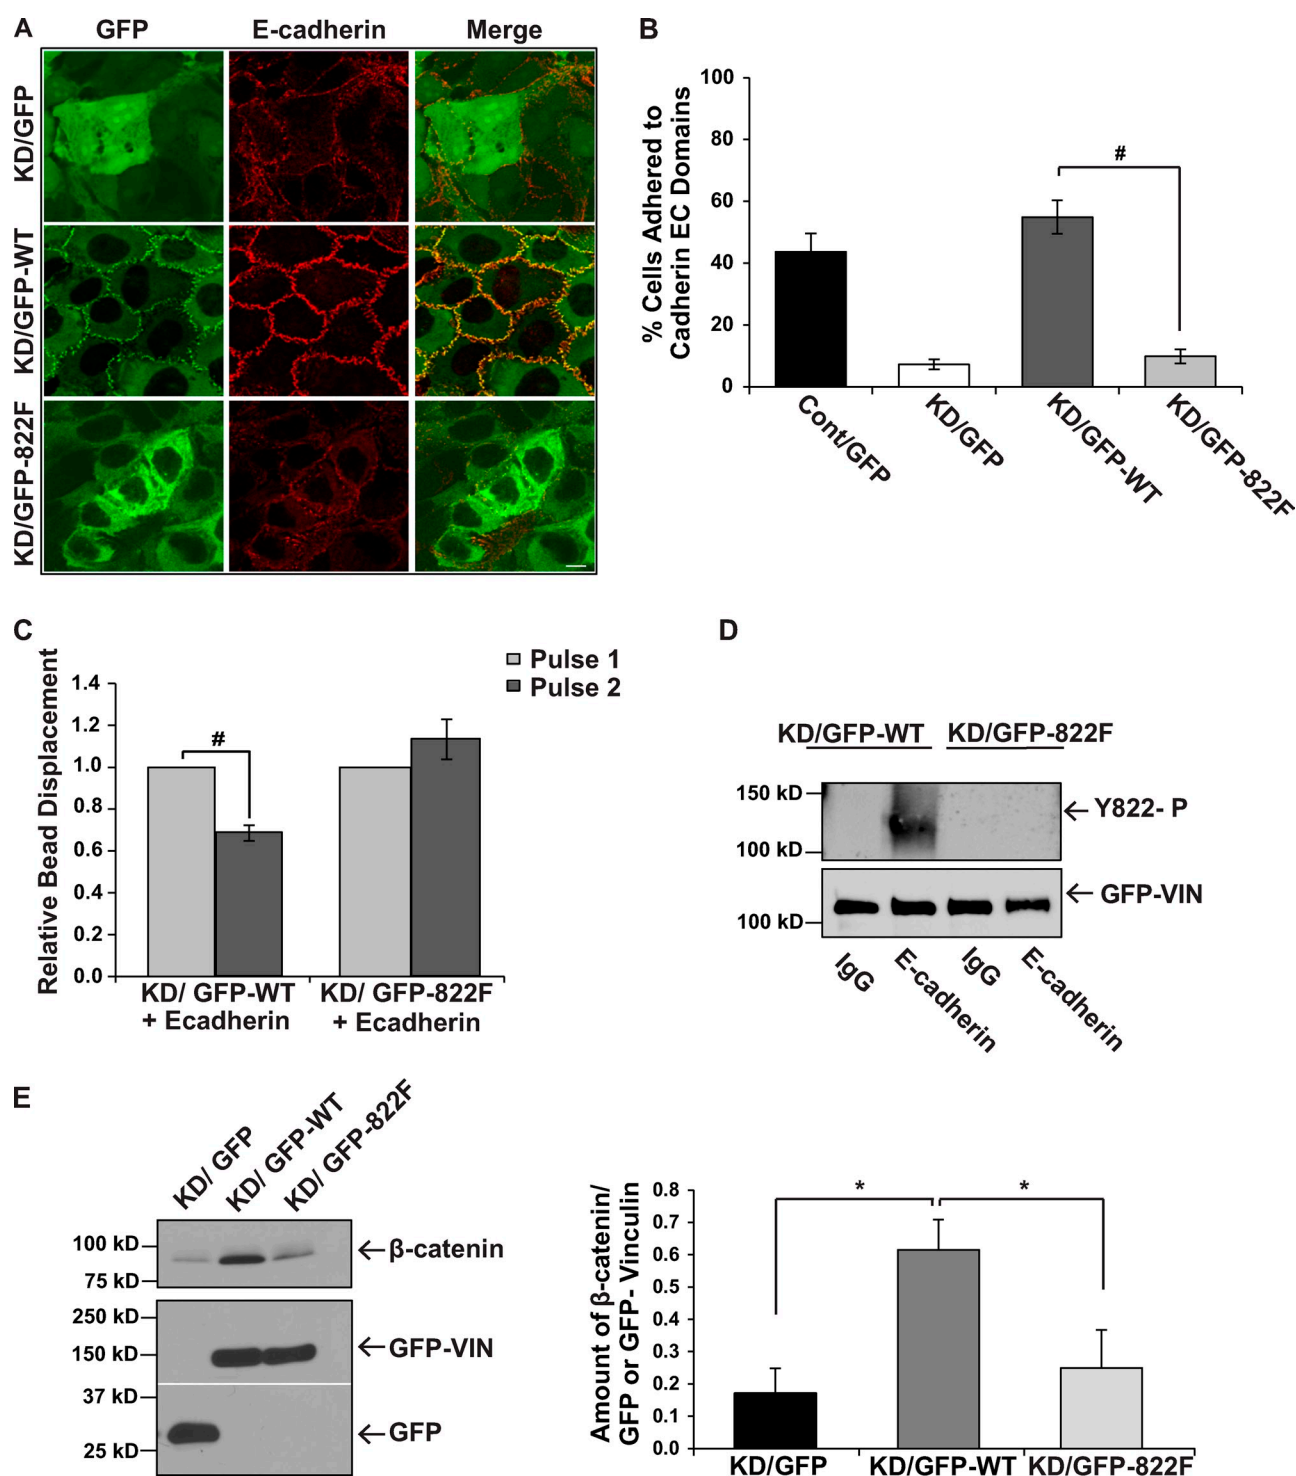 A
GFP
E-cadherin
Merge
KD/GFP
KD/GFP-WT
KD/GFP-822F
B
% Cells Adhered to
Cadherin EC Domains
100
80
60
40
20
0
#
Cont/GFP
KD/GFP
KD/GFP-WT
KD/GFP-822F
C
Relative Bead Displacement
1.4
1.2
1.0
0.8
0.6
0.4
0.2
0.0
#
Pulse 1
Pulse 2
KD/ GFP-WT
+ Ecadherin
KD/ GFP-822F
+ Ecadherin
D
KD/GFP-WT
KD/GFP-822F
150 kD
100 kD
←Y822- P
100 kD
←GFP-VIN
IgG
E-cadherin
IgG
E-cadherin
E
KD/ GFP
KD/ GFP-WT
KD/ GFP-822F
100 kD
75 kD
←β-catenin
250 kD
150 kD
←GFP-VIN
37 kD
25 kD
←GFP
Amount of β-catenin/
GFP or GFP- Vinculin
0.8
0.7
0.6
0.5
0.4
0.3
0.2
0.1
0.0
*
*
KD/GFP
KD/GFP-WT
KD/GFP-822F